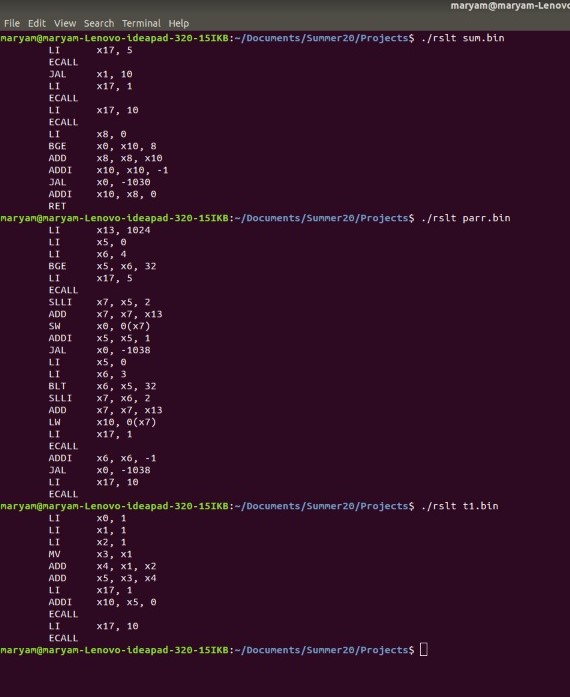 maryam@maryam-Lenovo
File Edit View Search Terminal Help
maryam@maryam-Lenovo-ideapad-320-15IKB:~/Documents/Summer20/Projects$ ./rslt sum.bin
LI x17, 5
ECALL
JAL x1, 10
LI x17, 1
ECALL
LI x17, 10
ECALL
LI x8, 0
BGE x0, x10, 8
ADD x8, x8, x10
ADDI x10, x10, -1
JAL x0, -1030
ADDI x10, x8, 0
RET
maryam@maryam-Lenovo-ideapad-320-15IKB:~/Documents/Summer20/Projects$ ./rslt parr.bin
LI x13, 1024
LI x5, 0
LI x6, 4
BGE x5, x6, 32
LI x17, 5
ECALL
SLLI x7, x5, 2
ADD x7, x7, x13
SW x0, 0(x7)
ADDI x5, x5, 1
JAL x0, -1038
LI x5, 0
LI x6, 3
BLT x6, x5, 32
SLLI x7, x6, 2
ADD x7, x7, x13
LW x10, 0(x7)
LI x17, 1
ECALL
ADDI x6, x6, -1
JAL x0, -1038
LI x17, 10
ECALL
maryam@maryam-Lenovo-ideapad-320-15IKB:~/Documents/Summer20/Projects$ ./rslt t1.bin
LI x0, 1
LI x1, 1
LI x2, 1
MV x3, x1
ADD x4, x1, x2
ADD x5, x3, x4
LI x17, 1
ADDI x10, x5, 0
ECALL
LI x17, 10
ECALL
maryam@maryam-Lenovo-ideapad-320-15IKB:~/Documents/Summer20/Projects$